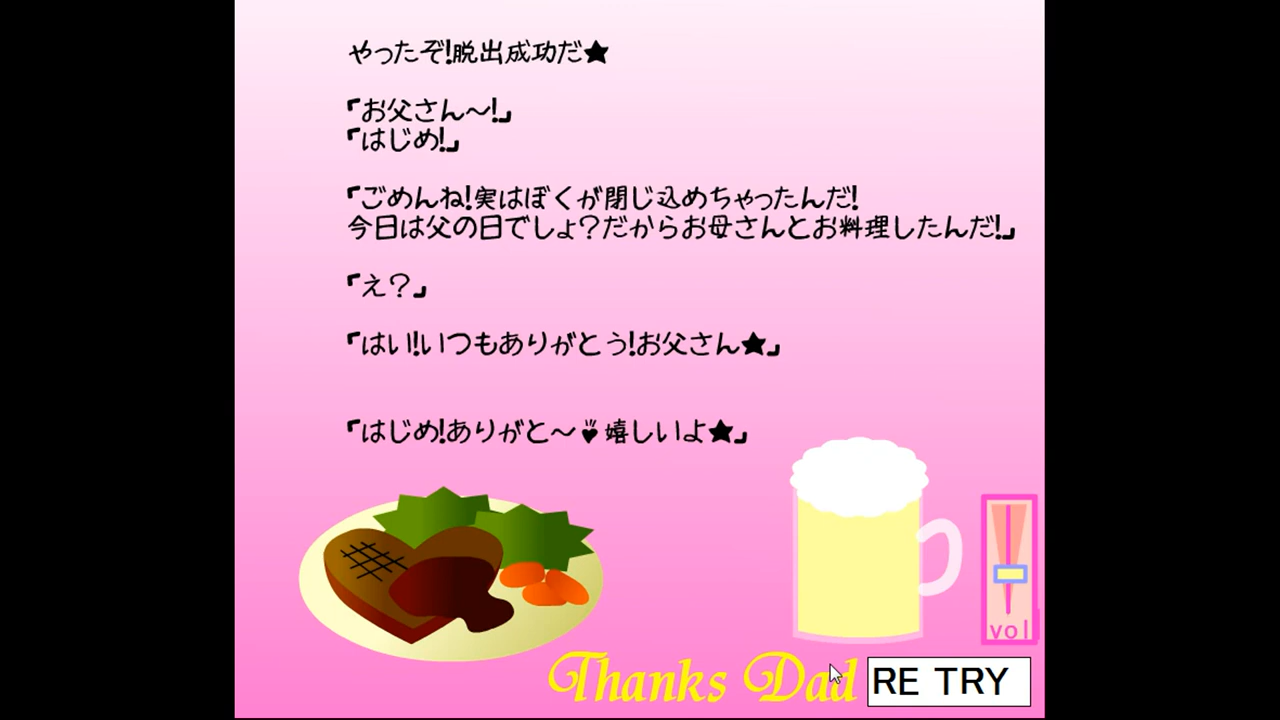 やったぞ!脱出成功だ★
「お父さん～!」
「はじめ!」
「ごめんね!実はぼくが閉じ込めちゃったんだ!
今日は父の日でしょ?だからお母さんとお料理したんだ!」
「え?」
「はい!いつもありがとう!お父さん★」
「はじめ!ありがと～♥嬉しいよ★」
vol
Thanks Dad
RE TRY